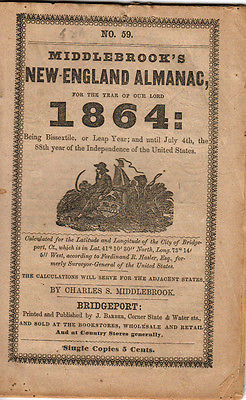 NO. 59.
MIDDLEBROOK'S
NEW-ENGLAND ALMANAC,
FOR THE YEAR OF OUR LORD
1864:
Being Bissextile, or Leap Year; and until July 4th, the
88th year of the Independence of the United States.
Calculated for the Latitude and Longitude of the City of Bridge-
port, Ct., which is in Lat. 41° 10' 30" North, Long. 73° 14'
5// West, according to Ferdinand R. Hasler, Esq., for-
merly Surveyor-General of the United States.
THE CALCULATIONS WILL SERVE FOR THE ADJACENT STATES.
BY CHARLES S. MIDDLEBROOK.
BRIDGEPORT:
Printed and Published by J. BARBER, Corner State & Water sts.,
AND SOLD AT THE BOOKSTORES, WHOLESALE AND RETAIL
And at Country Stores generally.
Single Copies 5 Cents.